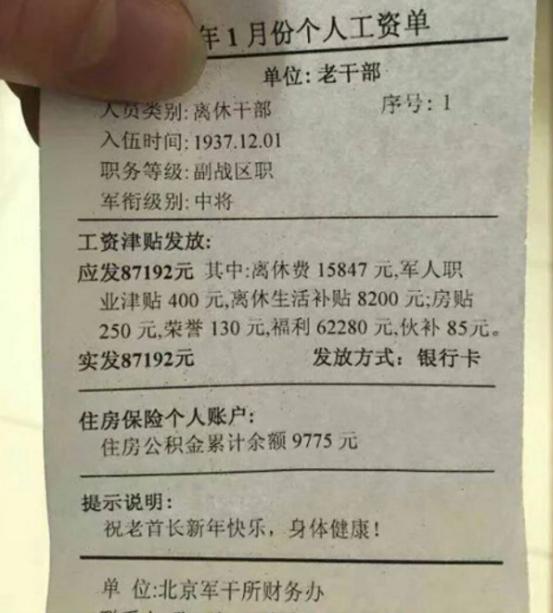 年1月份个人工资单
单位：老干部
人员类别：离休干部 序号：1
入伍时间：1937.12.01
职务等级：副战区职
军衔级别：中将
工资津贴发放：
应发87192元 其中：离休费 15847 元，军人职
业津贴 400 元，离休生活补贴 8200 元；房贴
250 元，荣誉 130 元，福利 62280 元，伙补 85元。
实发87192元 发放方式：银行卡
住房保险个人账户：
住房公积金累计余额 9775 元
提示说明：
祝老首长新年快乐，身体健康！
单 位：北京军干所财务办